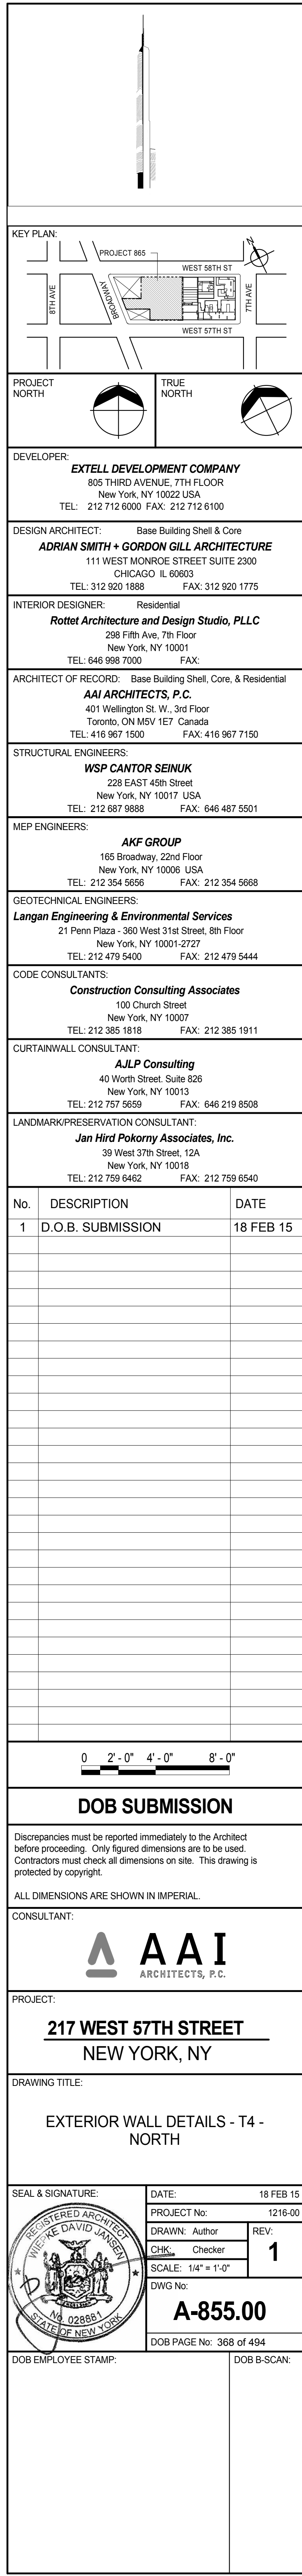 KEY PLAN:
N
PROJECT 865
WEST 58TH ST
8TH AVE
BROADWAY
7TH AVE
WEST 57TH ST
PROJECT
NORTH
TRUE
NORTH
DEVELOPER:
EXTELL DEVELOPMENT COMPANY
805 THIRD AVENUE, 7TH FLOOR
New York, NY 10022 USA
TEL: 212 712 6000 FAX: 212 712 6100
DESIGN ARCHITECT: Base Building Shell & Core
ADRIAN SMITH + GORDON GILL ARCHITECTURE
111 WEST MONROE STREET SUITE 2300
CHICAGO IL 60603
TEL: 312 920 1888 FAX: 312 920 1775
INTERIOR DESIGNER: Residential
Rottet Architecture and Design Studio, PLLC
298 Fifth Ave, 7th Floor
New York, NY 10001
TEL: 646 998 7000 FAX:
ARCHITECT OF RECORD: Base Building Shell, Core, & Residential
AAI ARCHITECTS, P.C.
401 Wellington St. W., 3rd Floor
Toronto, ON M5V 1E7 Canada
TEL: 416 967 1500 FAX: 416 967 7150
STRUCTURAL ENGINEERS:
WSP CANTOR SEINUK
228 EAST 45th Street
New York, NY 10017 USA
TEL: 212 687 9888 FAX: 646 487 5501
MEP ENGINEERS:
AKF GROUP
165 Broadway, 22nd Floor
New York, NY 10006 USA
TEL: 212 354 5656 FAX: 212 354 5668
GEOTECHNICAL ENGINEERS:
Langan Engineering & Environmental Services
21 Penn Plaza - 360 West 31st Street, 8th Floor
New York, NY 10001-2727
TEL: 212 479 5400 FAX: 212 479 5444
CODE CONSULTANTS:
Construction Consulting Associates
100 Church Street
New York, NY 10007
TEL: 212 385 1818 FAX: 212 385 1911
CURTAINWALL CONSULTANT:
AJLP Consulting
40 Worth Street. Suite 826
New York, NY 10013
TEL: 212 757 5659 FAX: 646 219 8508
LANDMARK/PRESERVATION CONSULTANT:
Jan Hird Pokorny Associates, Inc.
39 West 37th Street, 12A
New York, NY 10018
TEL: 212 759 6462 FAX: 212 759 6540
No. DESCRIPTION DATE
1 D.O.B. SUBMISSION 18 FEB 15
0 2' - 0" 4' - 0" 8' - 0"
DOB SUBMISSION
Discrepancies must be reported immediately to the Architect
before proceeding. Only figured dimensions are to be used.
Contractors must check all dimensions on site. This drawing is
protected by copyright.
ALL DIMENSIONS ARE SHOWN IN IMPERIAL.
CONSULTANT:
AAI
ARCHITECTS, P.C.
PROJECT:
217 WEST 57TH STREET
NEW YORK, NY
DRAWING TITLE:
EXTERIOR WALL DETAILS - T4 -
NORTH
SEAL & SIGNATURE:
REGISTERED ARCHITECT
WIEPKE DAVID JANSEN
No. 028881
STATE OF NEW YORK
DATE: 18 FEB 15
PROJECT No: 1216-00
DRAWN: Author
CHK: Checker
SCALE: 1/4" = 1'-0"
REV:
1
DWG No:
A-855.00
DOB PAGE No: 368 of 494
DOB EMPLOYEE STAMP:
DOB B-SCAN: